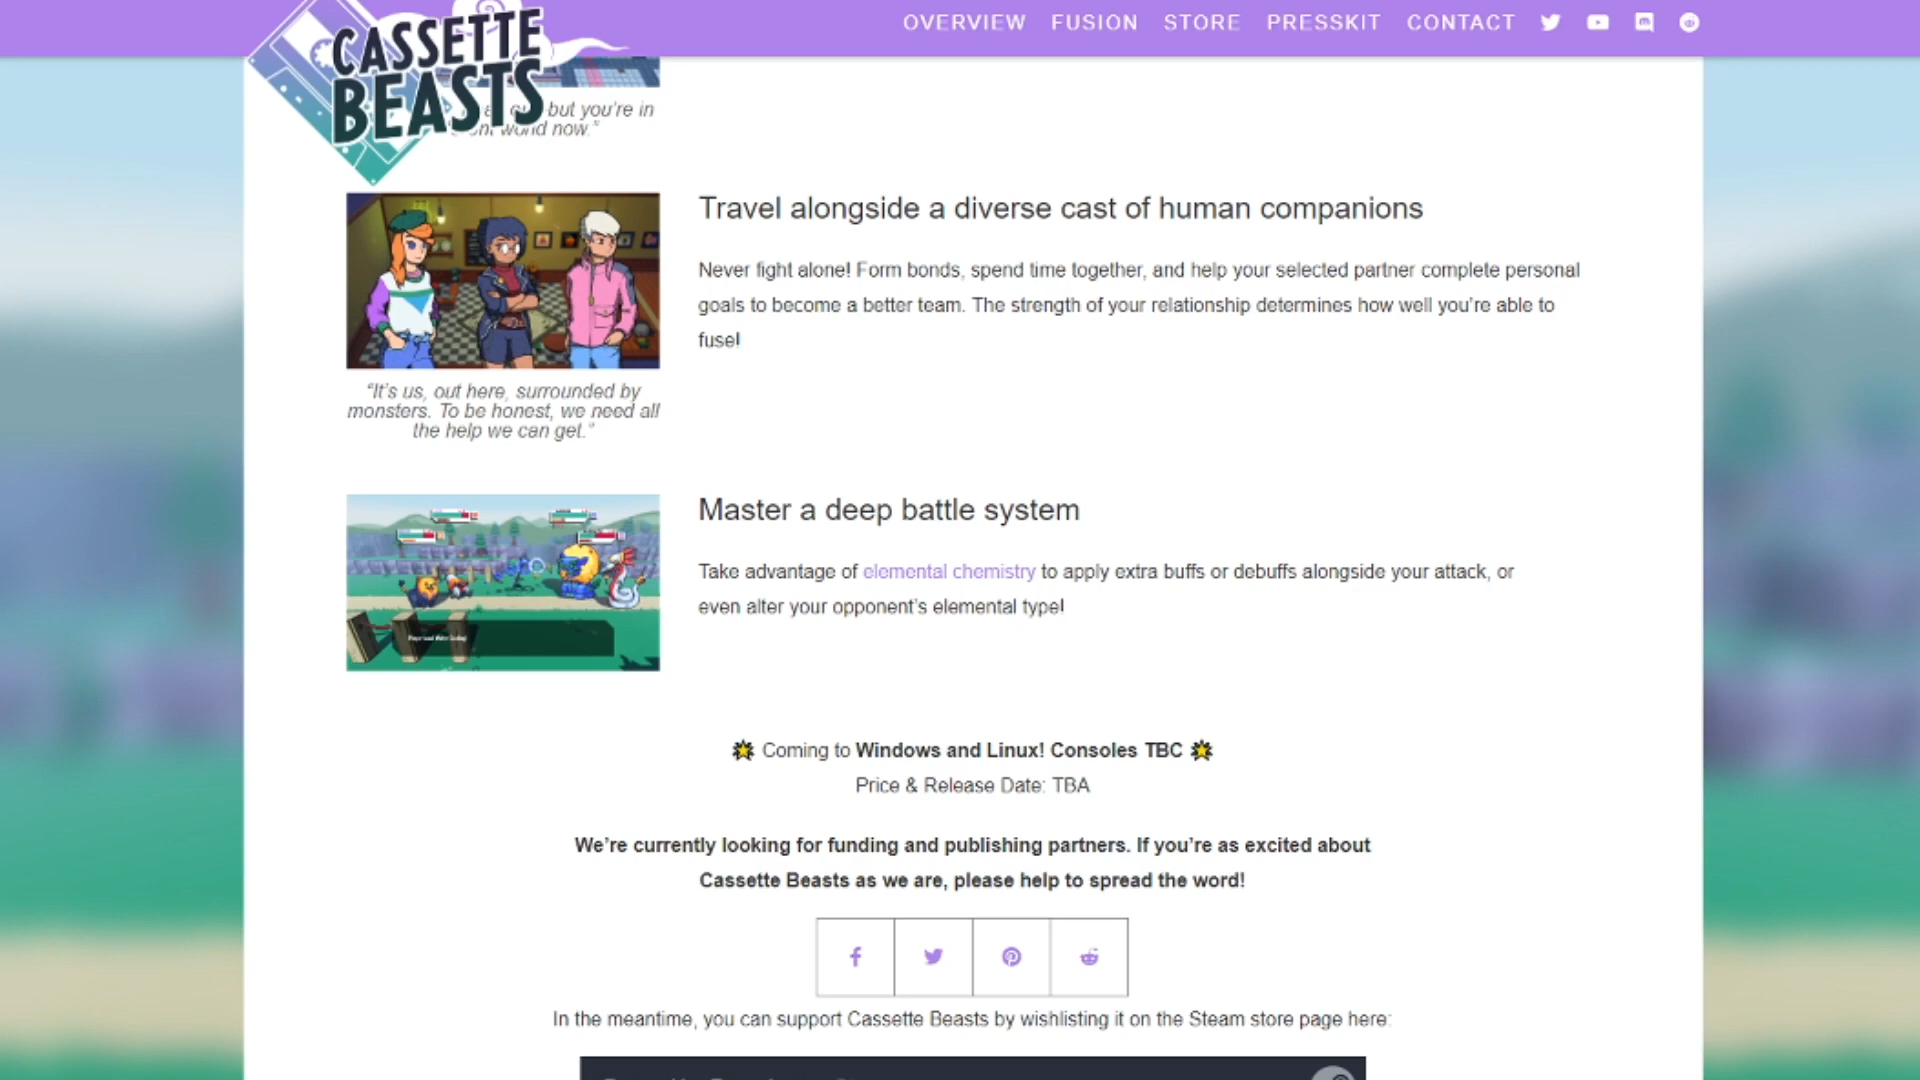 OVERVIEW FUSION STORE PRESSKIT CONTACT
CASSETTE
BEASTS
but you're in
world now."
Travel alongside a diverse cast of human companions
Never fight alone! Form bonds, spend time together, and help your selected partner complete personal
goals to become a better team. The strength of your relationship determines how well you're able to
fuse!
"It's us, out here, surrounded by
monsters. To be honest, we need all
the help we can get."
Master a deep battle system
Take advantage of elemental chemistry to apply extra buffs or debuffs alongside your attack, or
even alter your opponent's elemental type!
Coming to Windows and Linux! Consoles TBC
Price & Release Date: TBA
We're currently looking for funding and publishing partners. If you're as excited about
Cassette Beasts as we are, please help to spread the word!
In the meantime, you can support Cassette Beasts by wishlisting it on the Steam store page here: